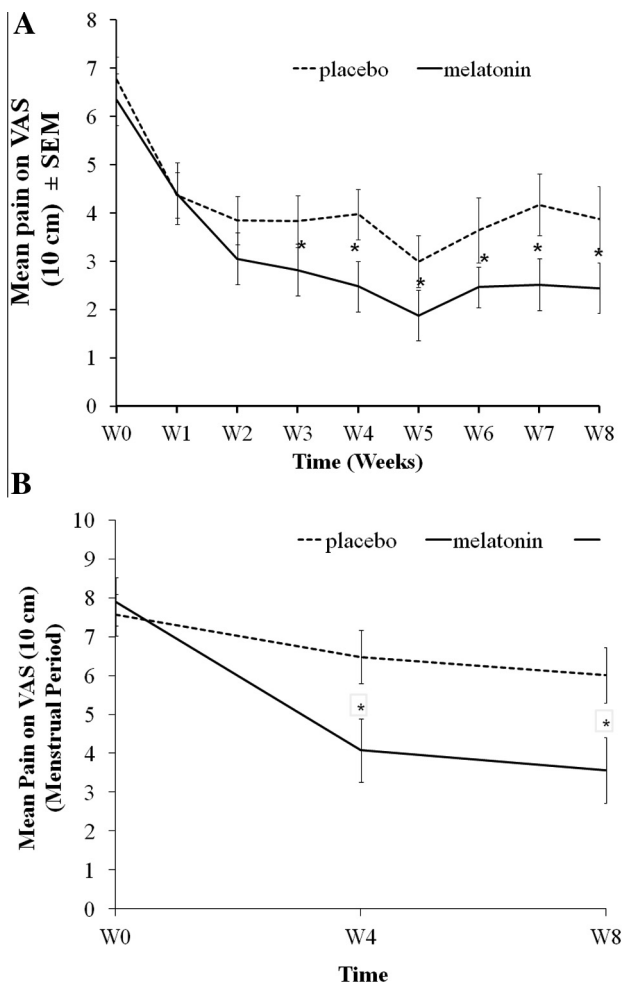 A
8
7
6
5
4
3
2
1
0
Mean pain on VAS
(10 cm) ± SEM
placebo melatonin
* * * * * *
W0 W1 W2 W3 W4 W5 W6 W7 W8
Time (Weeks)
B
10
9
8
7
6
5
4
3
2
1
0
Mean Pain on VAS (10 cm)
(Menstrual Period)
placebo melatonin
* *
W0 W4 W8
Time